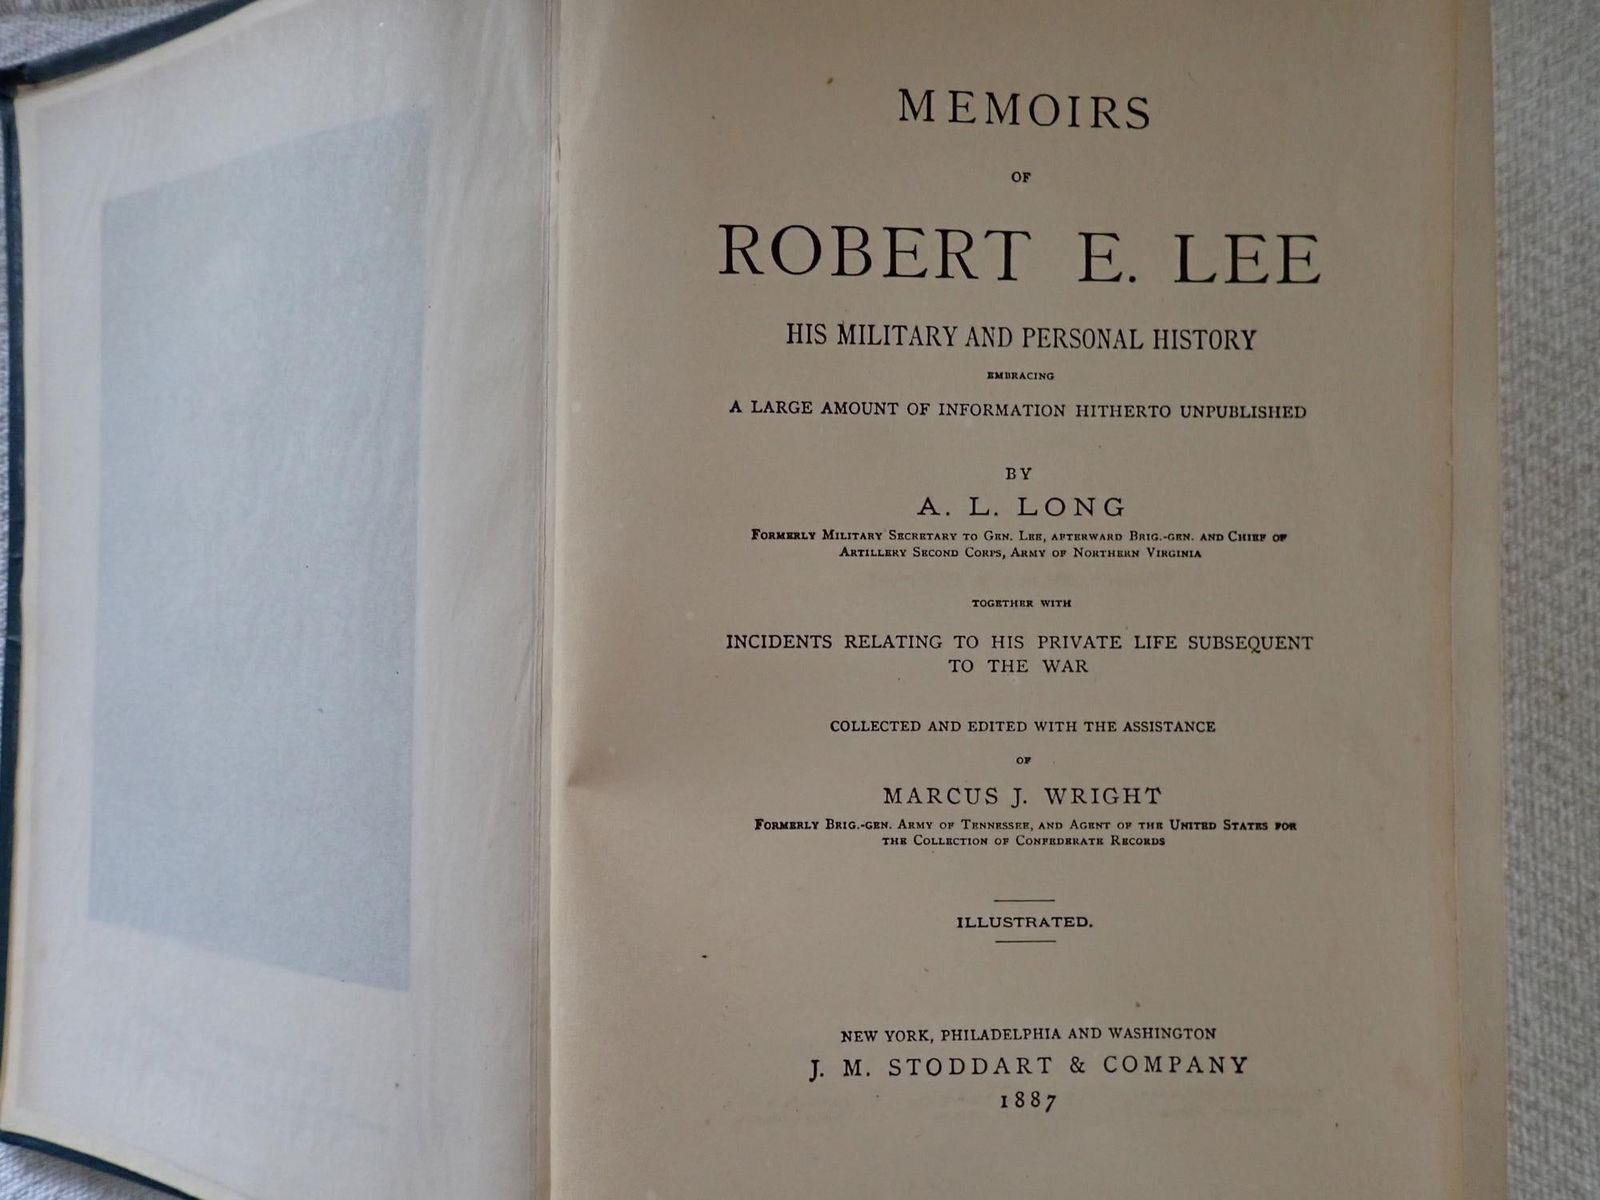 MEMOIRS
OF
ROBERT E. LEE
HIS MILITARY AND PERSONAL HISTORY
EMBRACING
A LARGE AMOUNT OF INFORMATION HITHERTO UNPUBLISHED
BY
A. L. LONG
FORMERLY MILITARY SECRETARY TO GEN. LEE, AFTERWARD BRIG.-GEN. AND CHIEF OF
ARTILLERY SECOND CORPS, ARMY OF NORTHERN VIRGINIA
TOGETHER WITH
INCIDENTS RELATING TO HIS PRIVATE LIFE SUBSEQUENT
TO THE WAR
COLLECTED AND EDITED WITH THE ASSISTANCE
OF
MARCUS J. WRIGHT
FORMERLY BRIG.-GEN. ARMY OF TENNESSEE, AND AGENT OF THE UNITED STATES FOR
THE COLLECTION OF CONFEDERATE RECORDS
ILLUSTRATED.
NEW YORK, PHILADELPHIA AND WASHINGTON
J. M. STODDART & COMPANY
1887